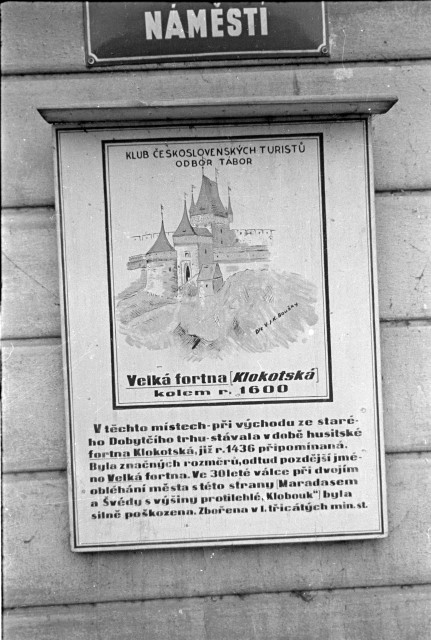 NÁMĚSTÍ
KLUB ČESKOSLOVENSKÝCH TURISTŮ
ODBOR TÁBOR
Velká fortna [Klokotská]
kolem r. 1600
V těchto místech-při východu ze staré-
ho Dobytčího trhu-stávala v době husitské
fortna Klokotská, již r. 1436 připomínaná.
Byla značných rozměrů, odtud pozdější jmé-
no Velká fortna. Ve 30leté válce při dvojím
obléhání města s této strany [Maradasem
a Švédy s výšiny protilehlé, „Klobouk"] byla
silně poškozena. Zbořena v l. třicátých min. st.